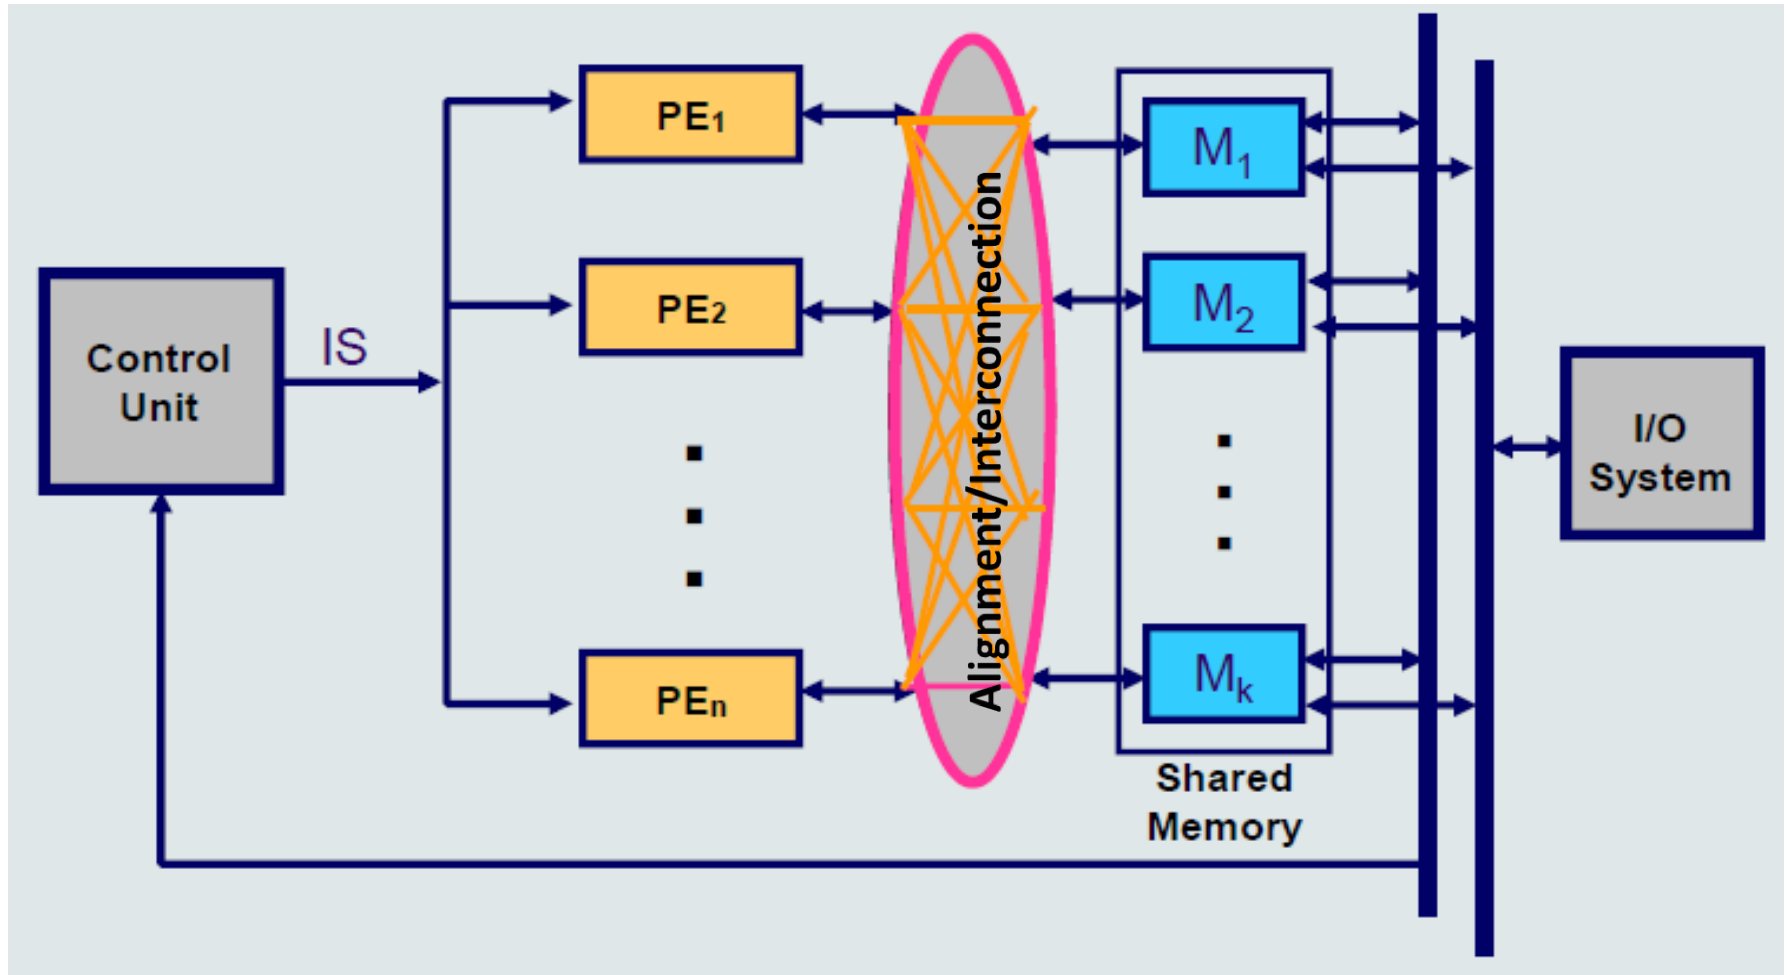 Control
Unit
IS
PE₁
PE₂
PEₙ
Alignment/Interconnection
M₁
M₂
Mₖ
Shared
Memory
I/O
System